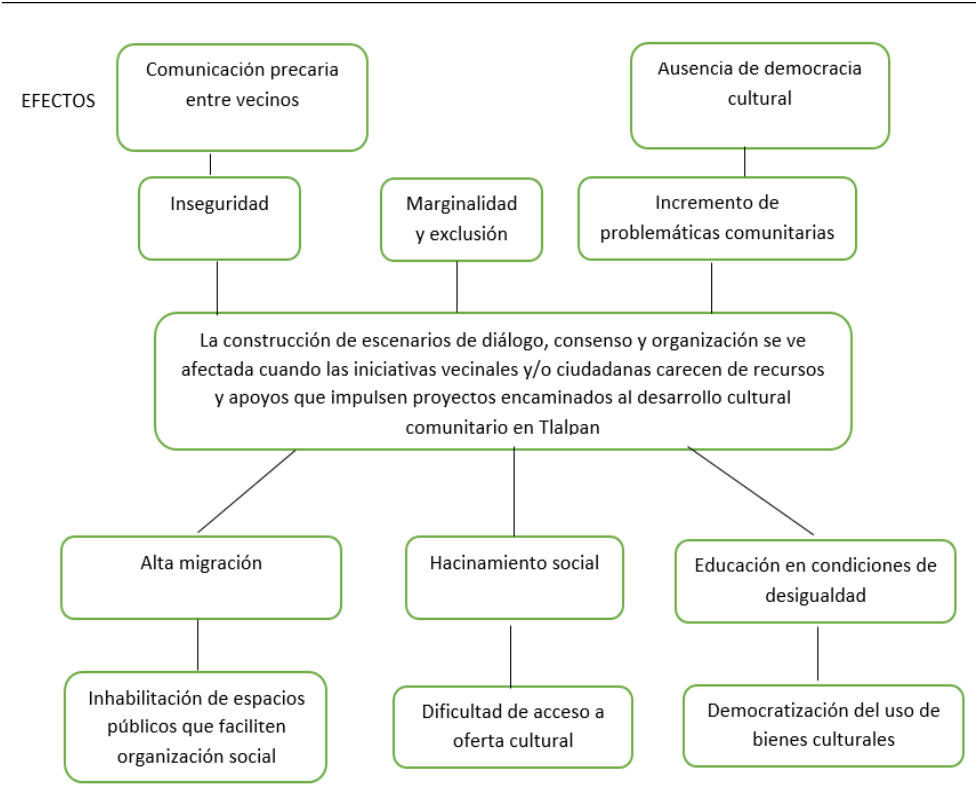 EFECTOS
Comunicación precaria
entre vecinos
Ausencia de democracia
cultural
Inseguridad
Marginalidad
y exclusión
Incremento de
problemáticas comunitarias
La construcción de escenarios de diálogo, consenso y organización se ve
afectada cuando las iniciativas vecinales y/o ciudadanas carecen de recursos
y apoyos que impulsen proyectos encaminados al desarrollo cultural
comunitario en Tlalpan
Alta migración
Hacinamiento social
Educación en condiciones de
desigualdad
Inhabilitación de espacios
públicos que faciliten
organización social
Dificultad de acceso a
oferta cultural
Democratización del uso de
bienes culturales